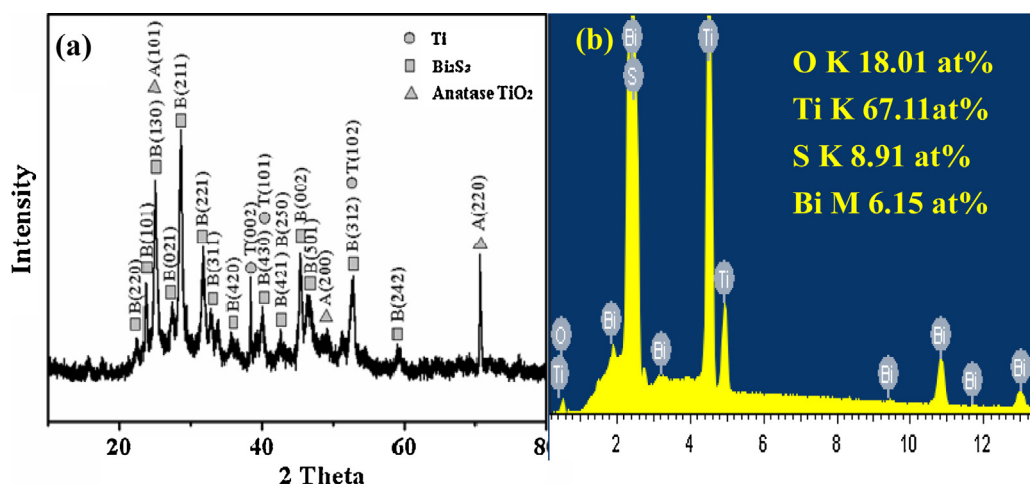 (a)
Ti
Bi₂S₃
Anatase TiO₂
Intensity
B(220)
B(101)
B(130)
A(101)
B(021)
B(211)
B(221)
B(311)
B(420)
T(002)
B(430)
T(101)
B(421)
B(250)
B(002)
B(501)
A(200)
B(312)
T(102)
B(242)
A(220)
20
40
60
80
2 Theta
(b)
Bi
S
Ti
O K 18.01 at%
Ti K 67.11at%
S K 8.91 at%
Bi M 6.15 at%
O
Ti
Bi
Bi
Ti
Bi
Bi
Bi
Bi
2
4
6
8
10
12